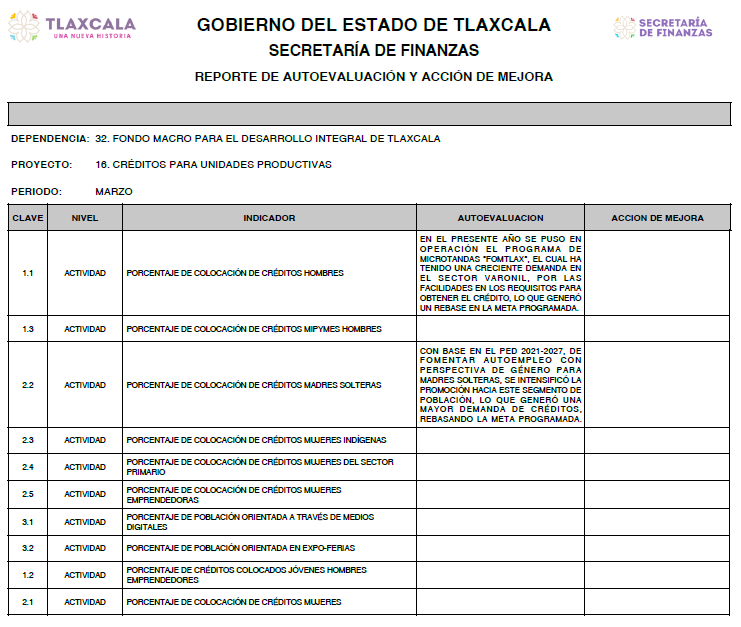 TLAXCALA
UNA NUEVA HISTORIA
GOBIERNO DEL ESTADO DE TLAXCALA
SECRETARÍA DE FINANZAS
REPORTE DE AUTOEVALUACIÓN Y ACCIÓN DE MEJORA
SECRETARÍA
DE FINANZAS
DEPENDENCIA: 32. FONDO MACRO PARA EL DESARROLLO INTEGRAL DE TLAXCALA
PROYECTO: 16. CRÉDITOS PARA UNIDADES PRODUCTIVAS
PERIODO: MARZO
CLAVE NIVEL INDICADOR AUTOEVALUACION ACCION DE MEJORA
1.1 ACTIVIDAD PORCENTAJE DE COLOCACIÓN DE CRÉDITOS HOMBRES
EN EL PRESENTE AÑO SE PUSO EN
OPERACIÓN EL PROGRAMA DE
MICROTANDAS "FOMTLAX", EL CUAL HA
TENIDO UNA CRECIENTE DEMANDA EN
EL SECTOR VARONIL, POR LAS
FACILIDADES EN LOS REQUISITOS PARA
OBTENER EL CRÉDITO, LO QUE GENERÓ
UN REBASE EN LA META PROGRAMADA.
1.3 ACTIVIDAD PORCENTAJE DE COLOCACIÓN DE CRÉDITOS MIPYMES HOMBRES
2.2 ACTIVIDAD PORCENTAJE DE COLOCACIÓN DE CRÉDITOS MADRES SOLTERAS
CON BASE EN EL PED 2021-2027, DE
FOMENTAR AUTOEMPLEO CON
PERSPECTIVA DE GÉNERO PARA
MADRES SOLTERAS, SE INTENSIFICÓ LA
PROMOCIÓN HACIA ESTE SEGMENTO DE
POBLACIÓN, LO QUE GENERÓ UNA
MAYOR DEMANDA DE CRÉDITOS,
REBASANDO LA META PROGRAMADA.
2.3 ACTIVIDAD PORCENTAJE DE COLOCACIÓN DE CRÉDITOS MUJERES INDÍGENAS
2.4 ACTIVIDAD PORCENTAJE DE COLOCACIÓN DE CRÉDITOS MUJERES DEL SECTOR
PRIMARIO
2.5 ACTIVIDAD PORCENTAJE DE COLOCACIÓN DE CRÉDITOS MUJERES
EMPRENDEDORAS
3.1 ACTIVIDAD PORCENTAJE DE POBLACIÓN ORIENTADA A TRAVÉS DE MEDIOS
DIGITALES
3.2 ACTIVIDAD PORCENTAJE DE POBLACIÓN ORIENTADA EN EXPO-FERIAS
1.2 ACTIVIDAD PORCENTAJE DE CRÉDITOS COLOCADOS JÓVENES HOMBRES
EMPRENDEDORES
2.1 ACTIVIDAD PORCENTAJE DE COLOCACIÓN DE CRÉDITOS MUJERES